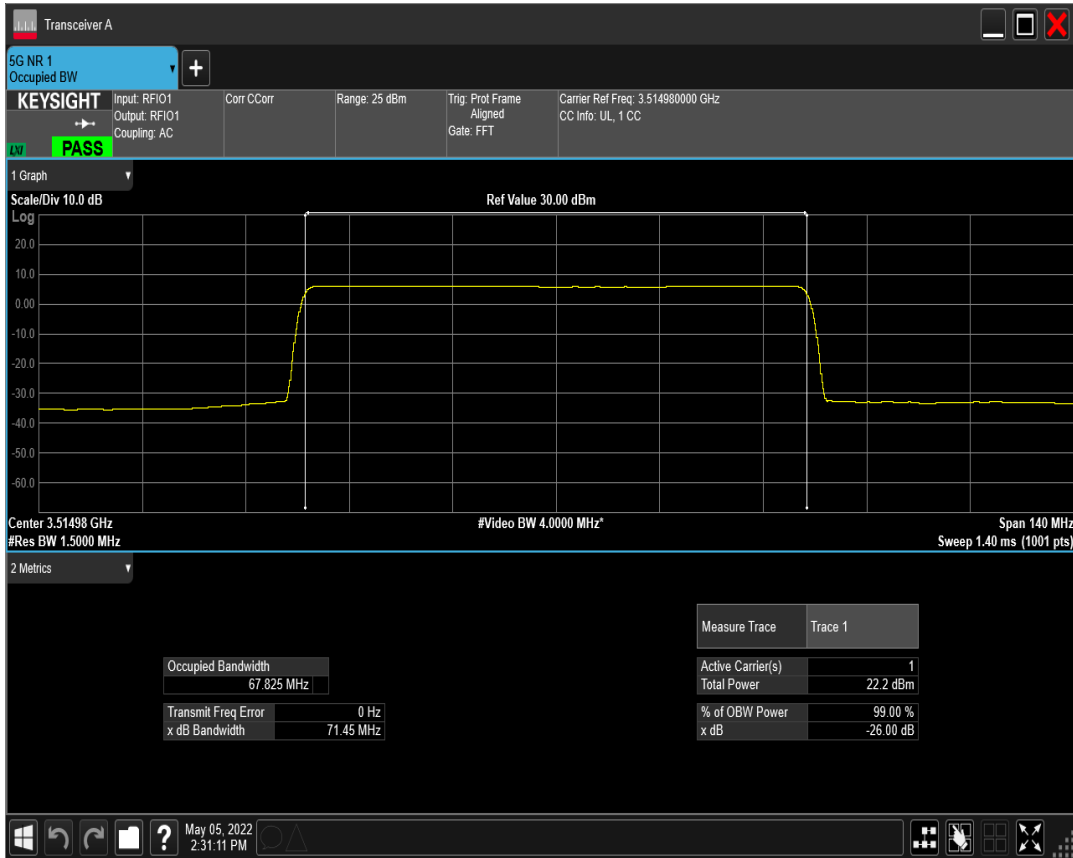 Transceiver A
5G NR 1
Occupied BW
KEYSIGHT
LXI
PASS
Input: RFIO1
Output: RFIO1
Coupling: AC
Corr CCorr
Range: 25 dBm
Trig: Prot Frame
Aligned
Gate: FFT
Carrier Ref Freq: 3.514980000 GHz
CC Info: UL, 1 CC
1 Graph
Scale/Div 10.0 dB
Ref Value 30.00 dBm
Log
20.0
10.0
0.00
-10.0
-20.0
-30.0
-40.0
-50.0
-60.0
Center 3.51498 GHz
#Video BW 4.0000 MHz*
Span 140 MHz
#Res BW 1.5000 MHz
Sweep 1.40 ms (1001 pts)
2 Metrics
Measure Trace
Trace 1
Occupied Bandwidth
67.825 MHz
Active Carrier(s)
1
Total Power
22.2 dBm
Transmit Freq Error
0 Hz
x dB Bandwidth
71.45 MHz
% of OBW Power
99.00 %
x dB
-26.00 dB
?
May 05, 2022
2:31:11 PM